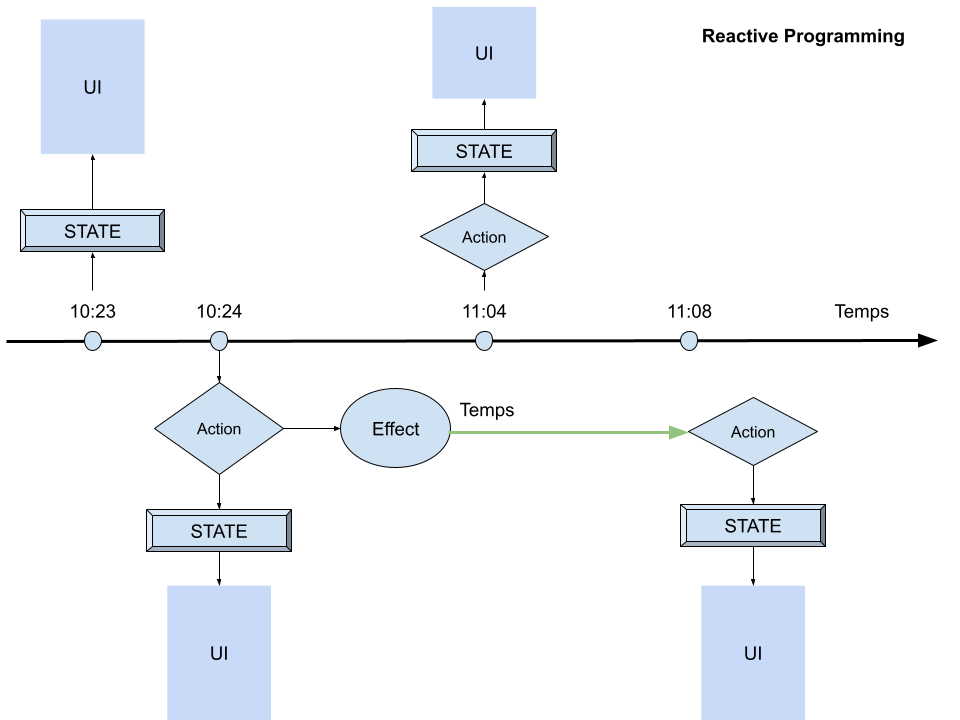 Reactive Programming
UI
UI
STATE
STATE
Action
10:23
10:24
11:04
11:08
Temps
Action
Effect
Temps
Action
STATE
STATE
UI
UI